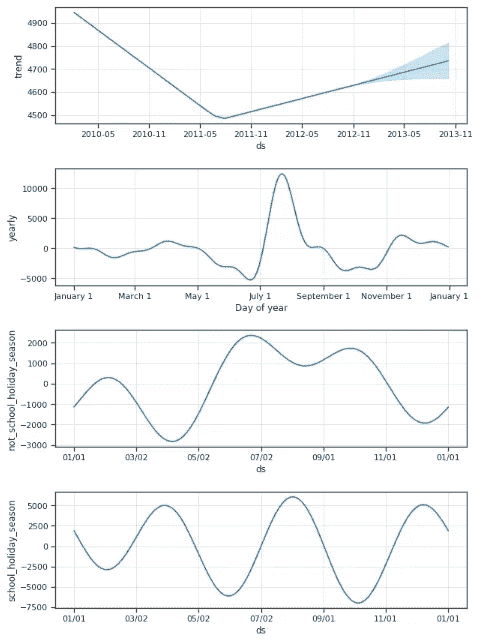 trend
4900
4800
4700
4600
4500
2010-05 2010-11 2011-05 2011-11 2012-05 2012-11 2013-05 2013-11
ds
yearly
10000
5000
0
−5000
January 1 March 1 May 1 July 1 September 1 November 1 January 1
Day of year
not_school_holiday_season
2000
1000
0
−1000
−2000
−3000
01/01 03/02 05/02 07/02 09/01 11/01 01/01
ds
school_holiday_season
5000
2500
0
−2500
−5000
−7500
01/01 03/02 05/02 07/02 09/01 11/01 01/01
ds